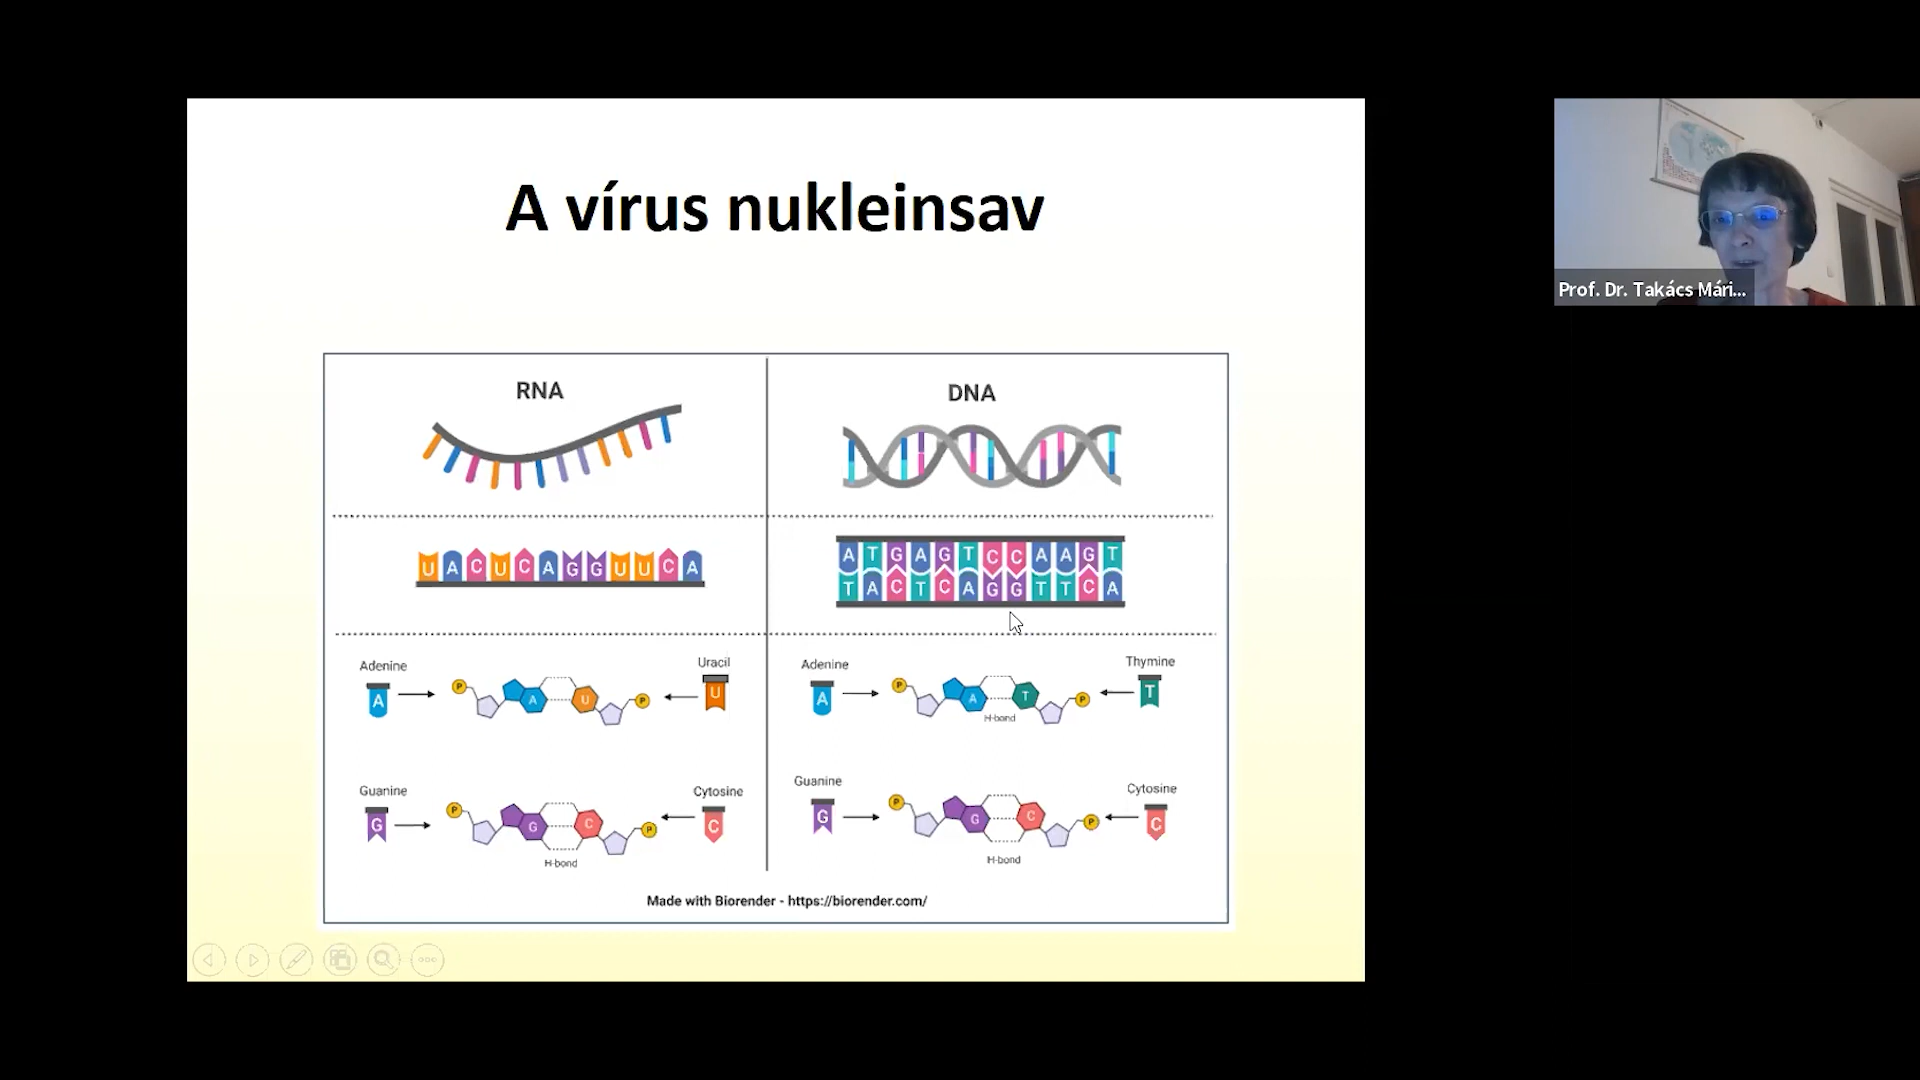 A vírus nukleinsav
RNA
DNA
U A C U C A G G U U C A
A T G A G T C C A A G T
T A C T C A G G T T C A
Adenine
Uracil
A
P
A
U
P
U
Adenine
Thymine
A
P
A
T
P
T
H-bond
Guanine
Cytosine
G
P
G
C
P
C
H-bond
Guanine
Cytosine
G
P
G
C
P
C
H-bond
Made with Biorender - https://biorender.com/
Prof. Dr. Takács Mári...